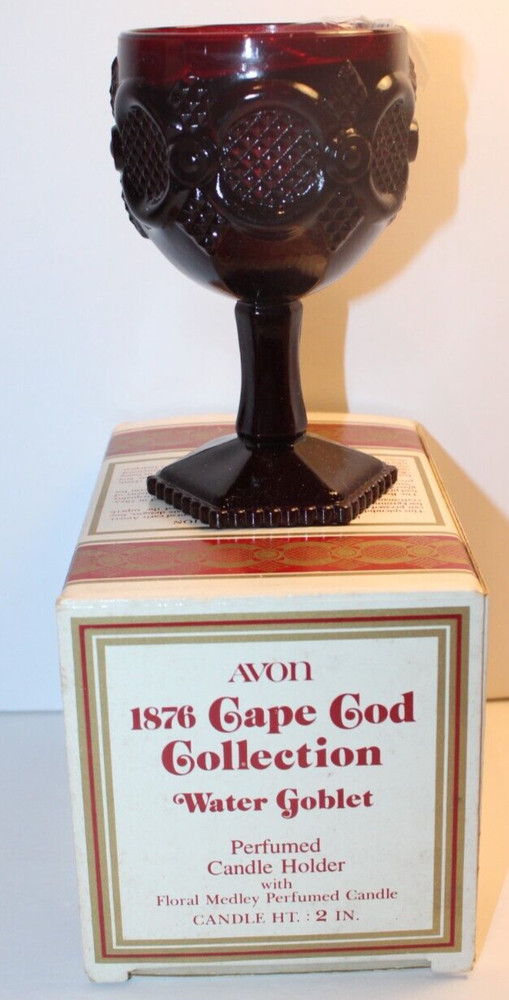 AVON
1876 Cape Cod
Collection
Water Goblet
Perfumed
Candle Holder
with
Floral Medley Perfumed Candle
CANDLE HT. : 2 IN.